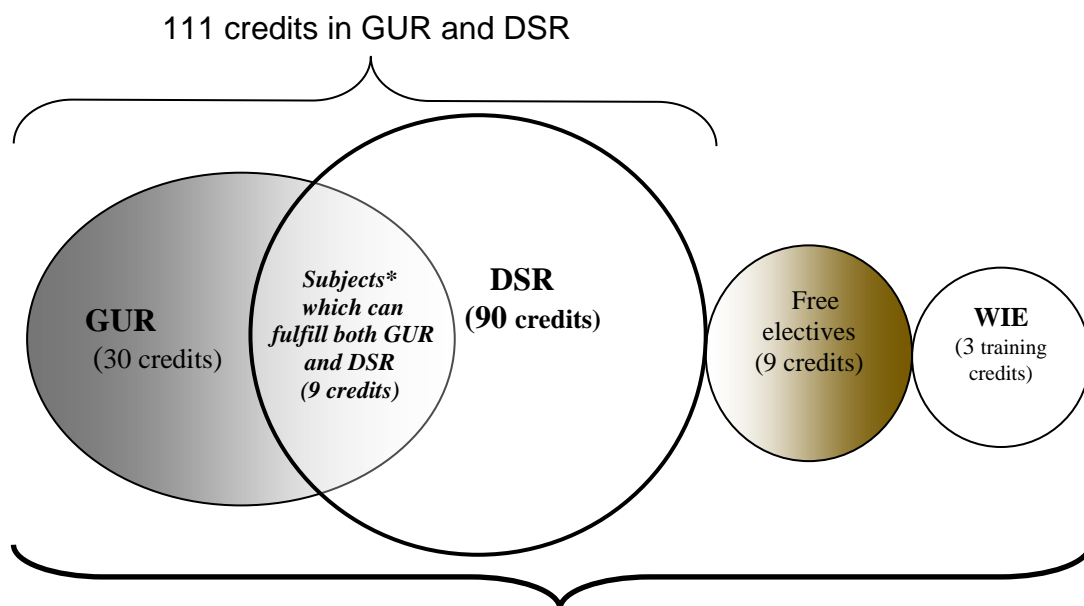 111 credits in GUR and DSR
GUR
(30 credits)
Subjects*
which can
fulfill both GUR
and DSR
(9 credits)
DSR
(90 credits)
Free
electives
(9 credits)
WIE
(3 training
credits)